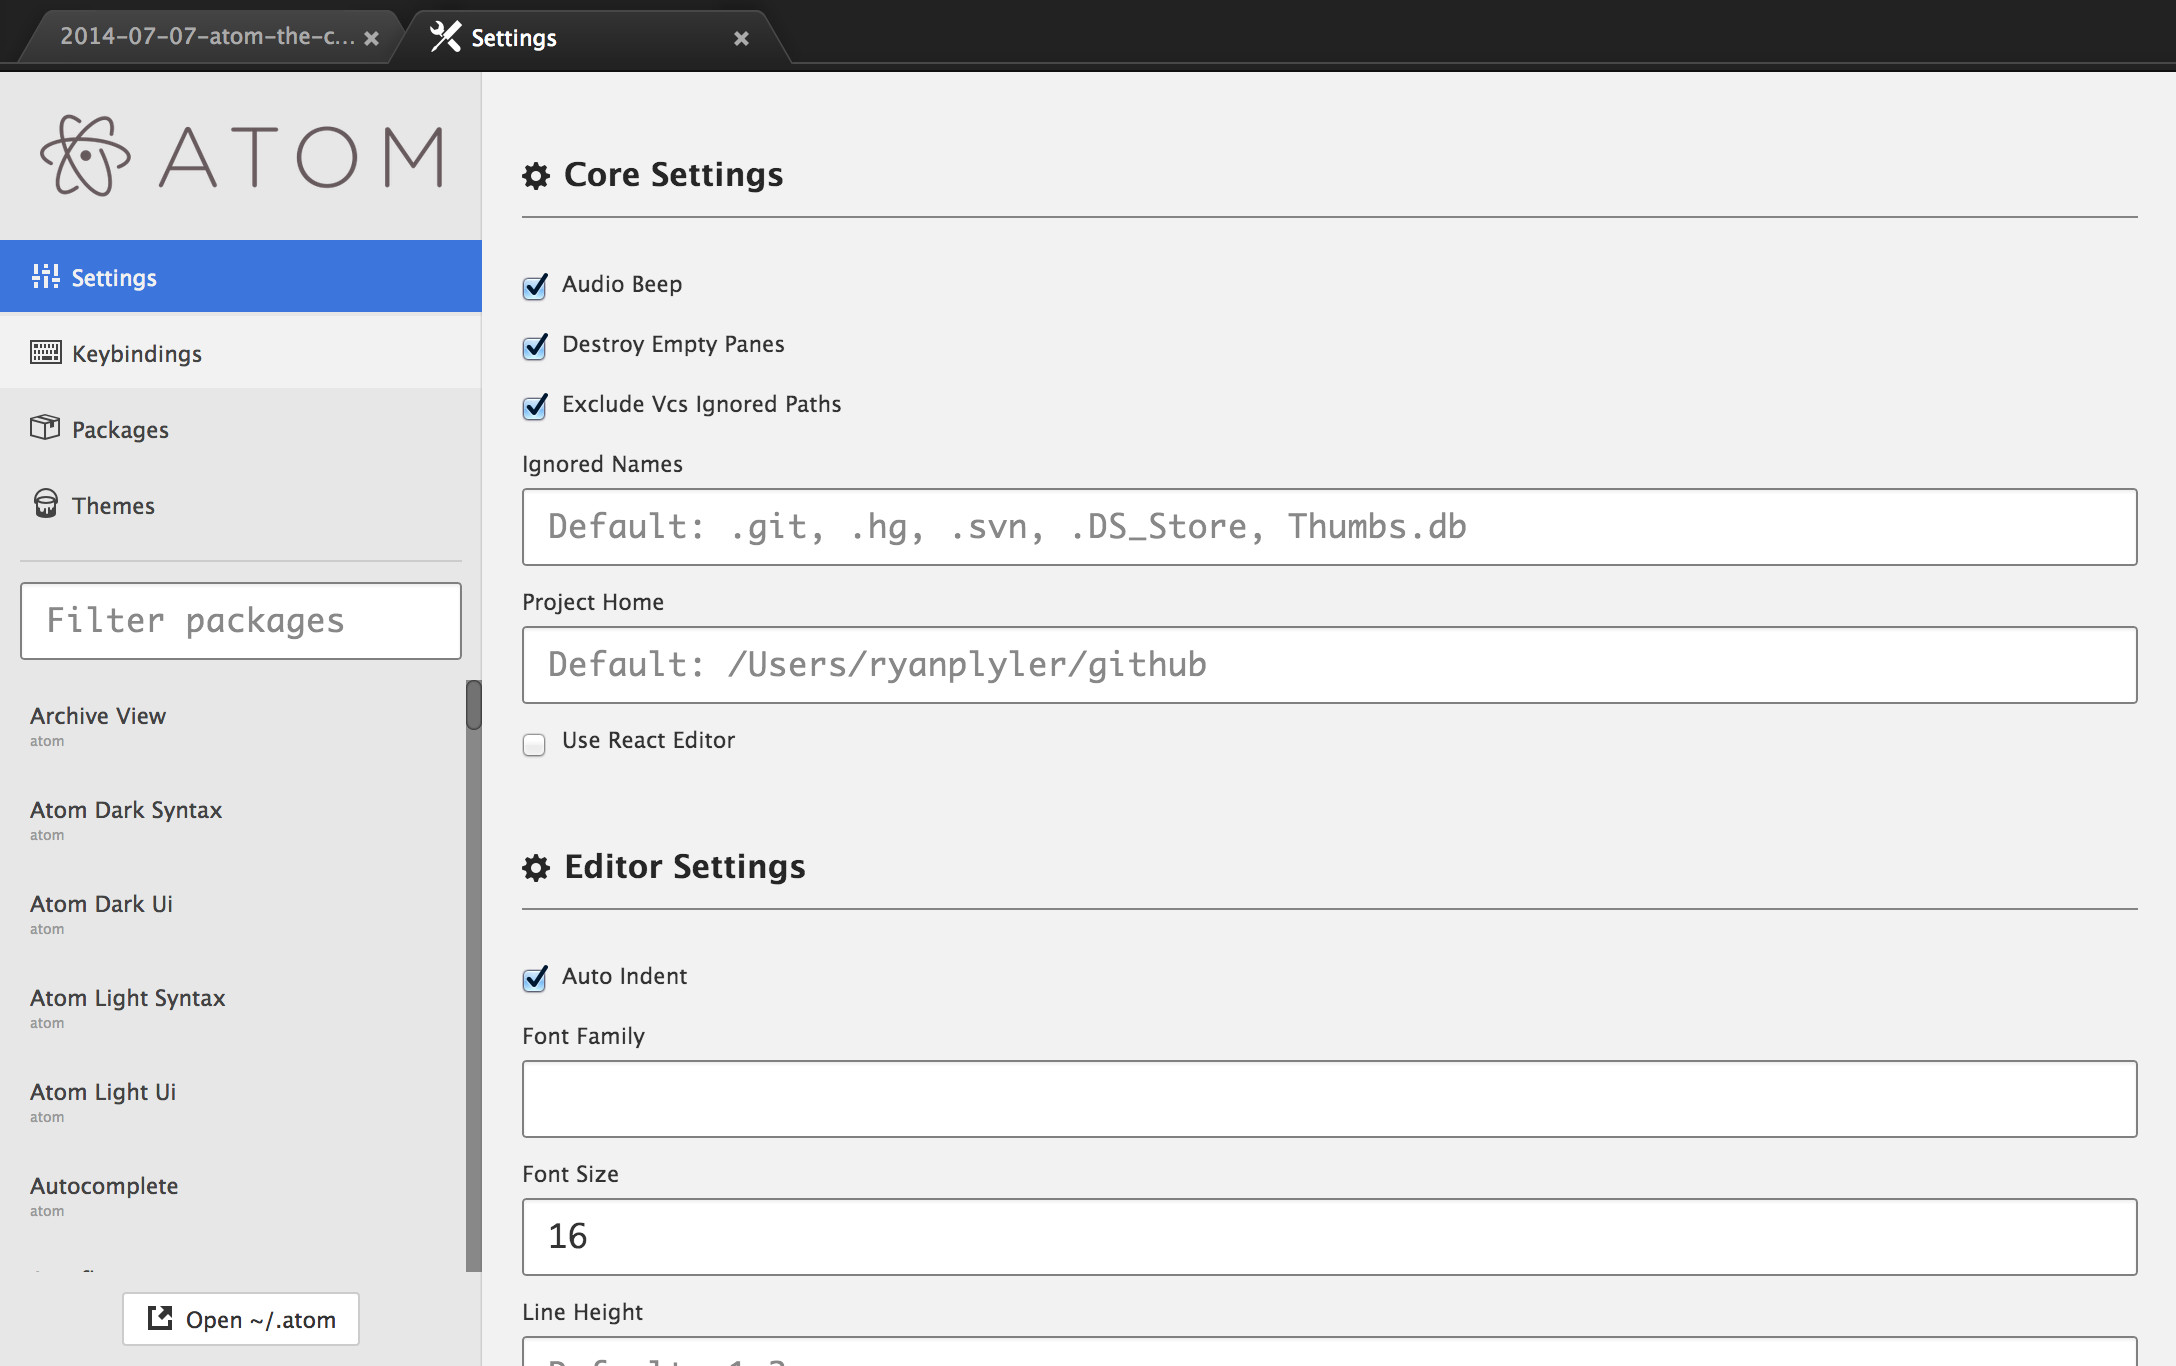 2014-07-07-atom-the-c...
Settings
ATOM
Settings
Keybindings
Packages
Themes
Filter packages
Archive View
atom
Atom Dark Syntax
atom
Atom Dark Ui
atom
Atom Light Syntax
atom
Atom Light Ui
atom
Autocomplete
atom
Open ~/.atom
Core Settings
Audio Beep
Destroy Empty Panes
Exclude Vcs Ignored Paths
Ignored Names
Default: .git, .hg, .svn, .DS_Store, Thumbs.db
Project Home
Default: /Users/ryanplyler/github
Use React Editor
Editor Settings
Auto Indent
Font Family
Font Size
16
Line Height